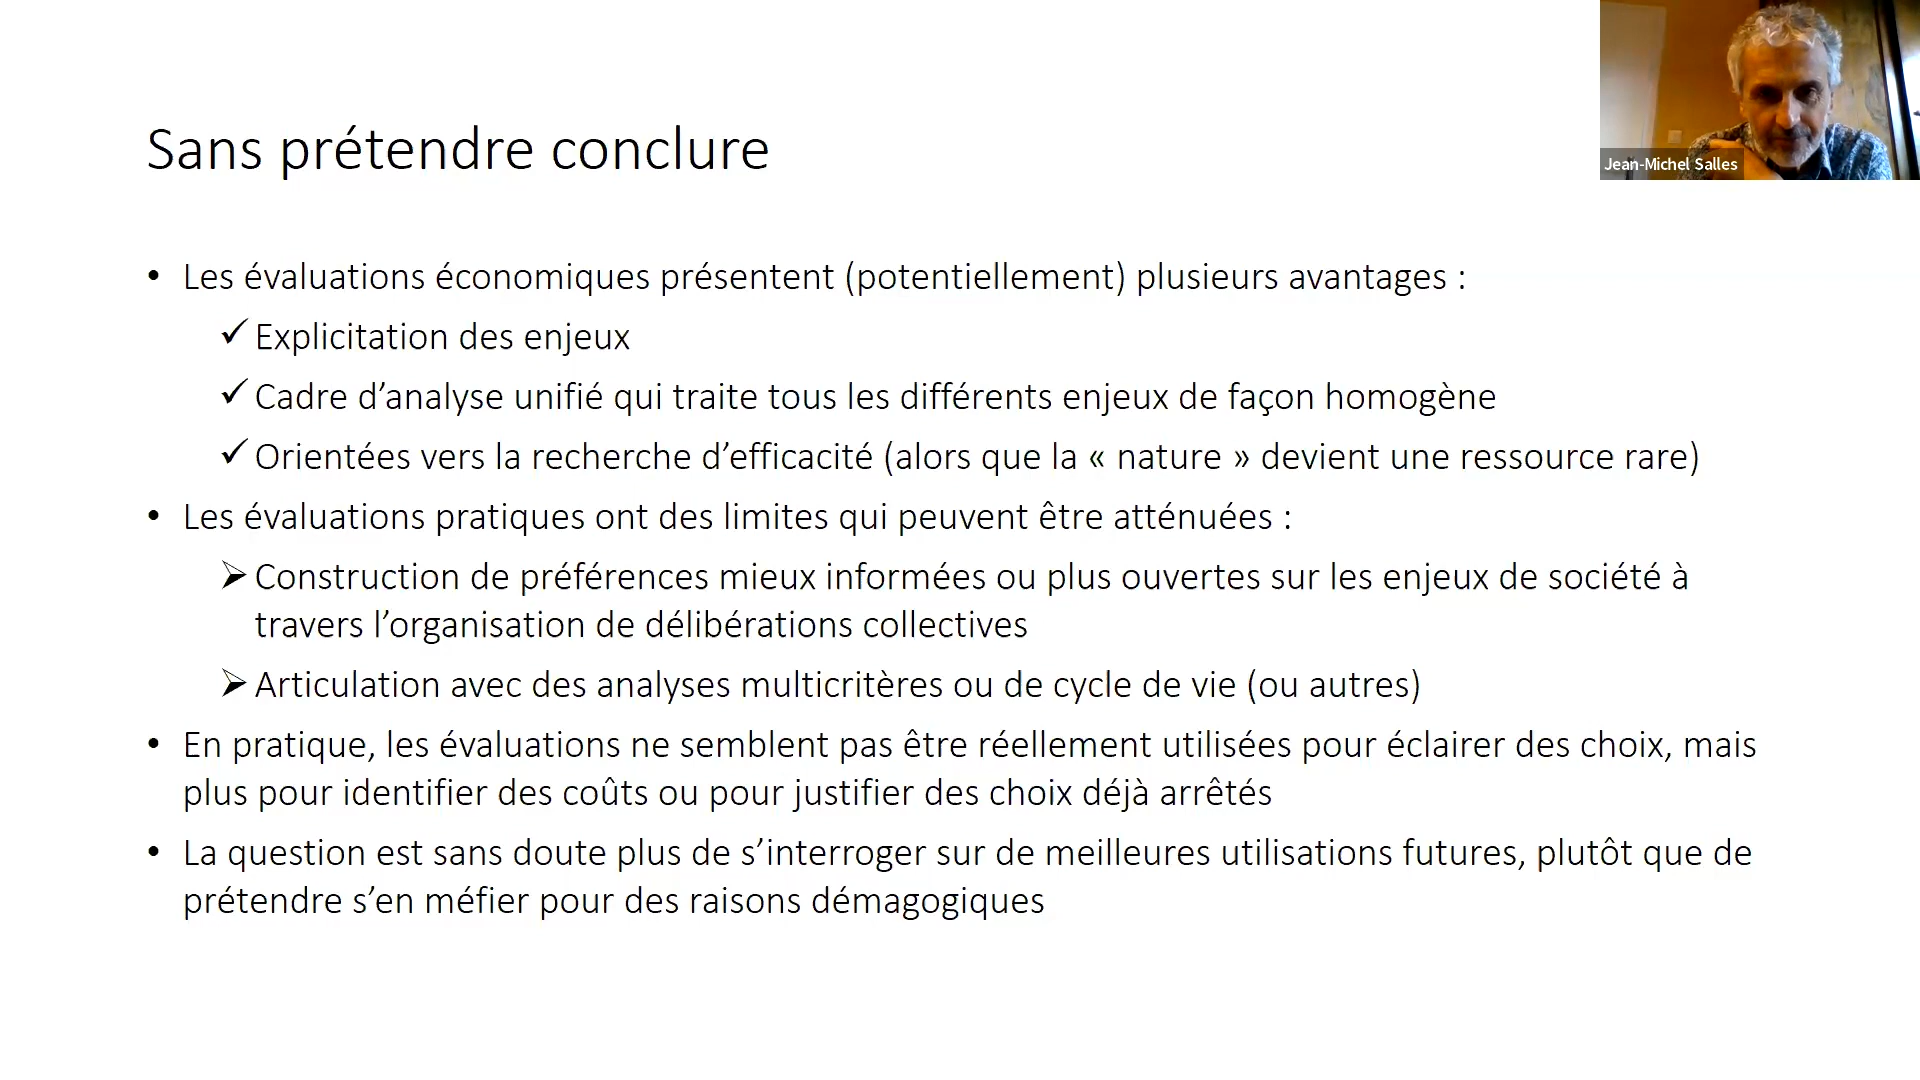 Jean-Michel Salles
Sans prétendre conclure
• Les évaluations économiques présentent (potentiellement) plusieurs avantages :
✓ Explicitation des enjeux
✓ Cadre d’analyse unifié qui traite tous les différents enjeux de façon homogène
✓ Orientées vers la recherche d’efficacité (alors que la « nature » devient une ressource rare)
• Les évaluations pratiques ont des limites qui peuvent être atténuées :
➢ Construction de préférences mieux informées ou plus ouvertes sur les enjeux de société à
travers l’organisation de délibérations collectives
➢ Articulation avec des analyses multicritères ou de cycle de vie (ou autres)
• En pratique, les évaluations ne semblent pas être réellement utilisées pour éclairer des choix, mais
plus pour identifier des coûts ou pour justifier des choix déjà arrêtés
• La question est sans doute plus de s’interroger sur de meilleures utilisations futures, plutôt que de
prétendre s’en méfier pour des raisons démagogiques